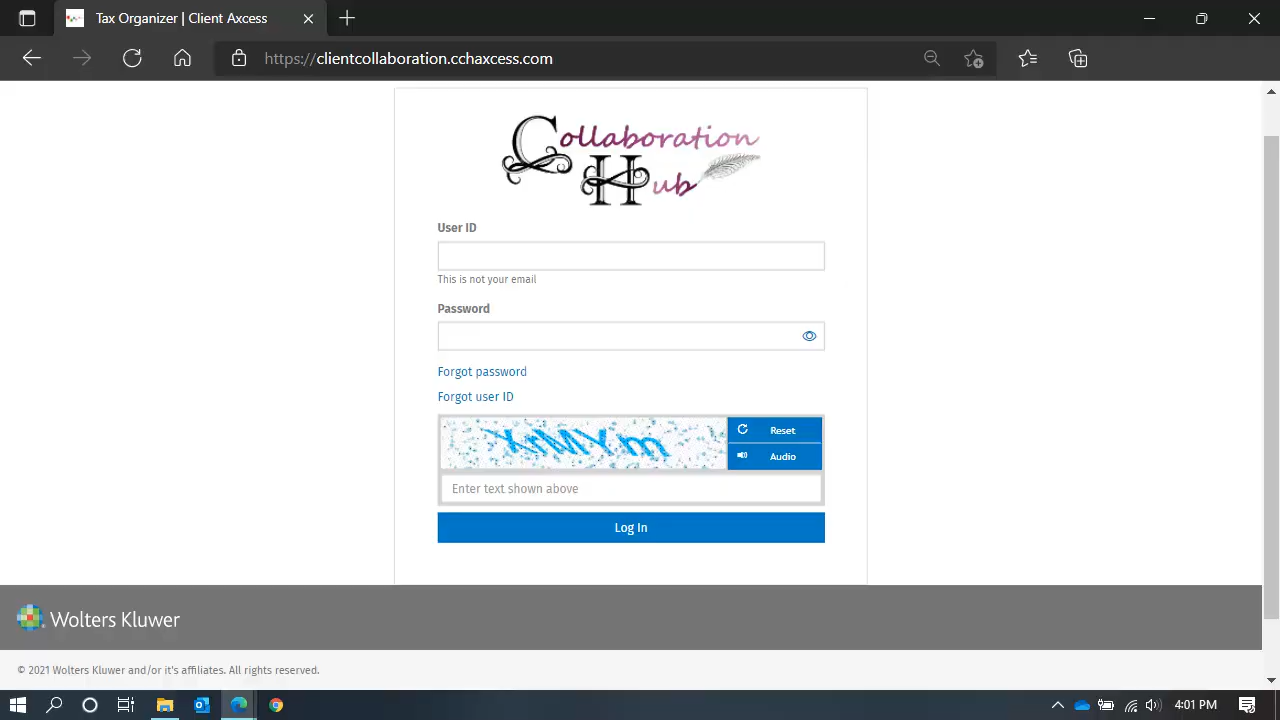 Tax Organizer | Client Axcess
https://clientcollaboration.cchaxcess.com
Collaboration
Hub
User ID
This is not your email
Password
Forgot password
Forgot user ID
Reset
Audio
Enter text shown above
Log In
Wolters Kluwer
© 2021 Wolters Kluwer and/or it's affiliates. All rights reserved.
4:01 PM